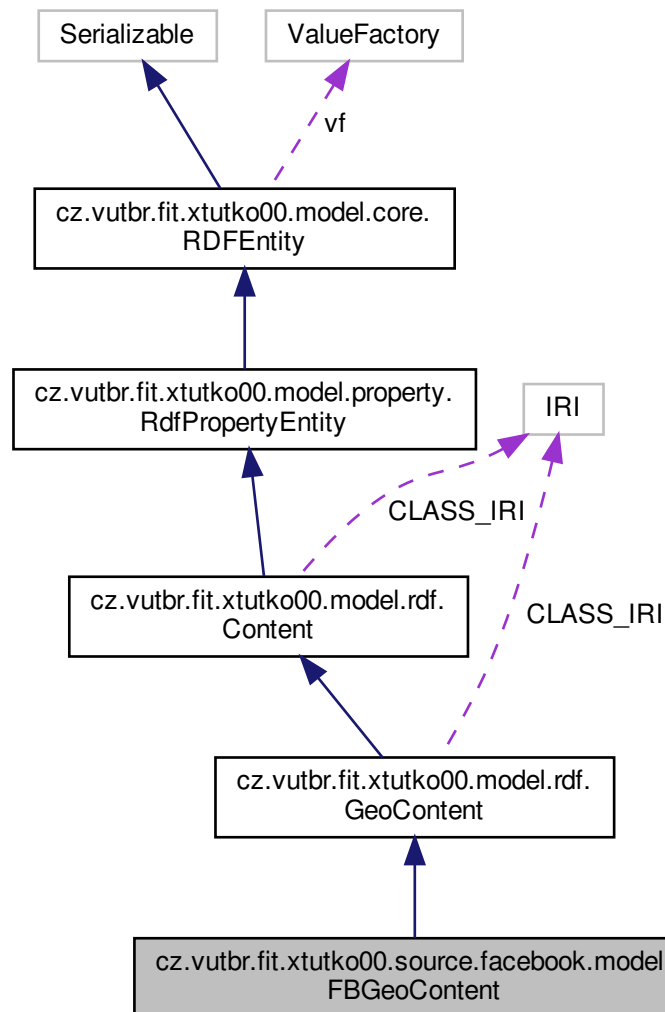 Serializable
ValueFactory
vf
cz.vutbr.fit.xtutko00.model.core.
RDFEntity
cz.vutbr.fit.xtutko00.model.property.
RdfPropertyEntity
IRI
CLASS_IRI
cz.vutbr.fit.xtutko00.model.rdf.
Content
CLASS_IRI
cz.vutbr.fit.xtutko00.model.rdf.
GeoContent
cz.vutbr.fit.xtutko00.source.facebook.model
FBGeoContent